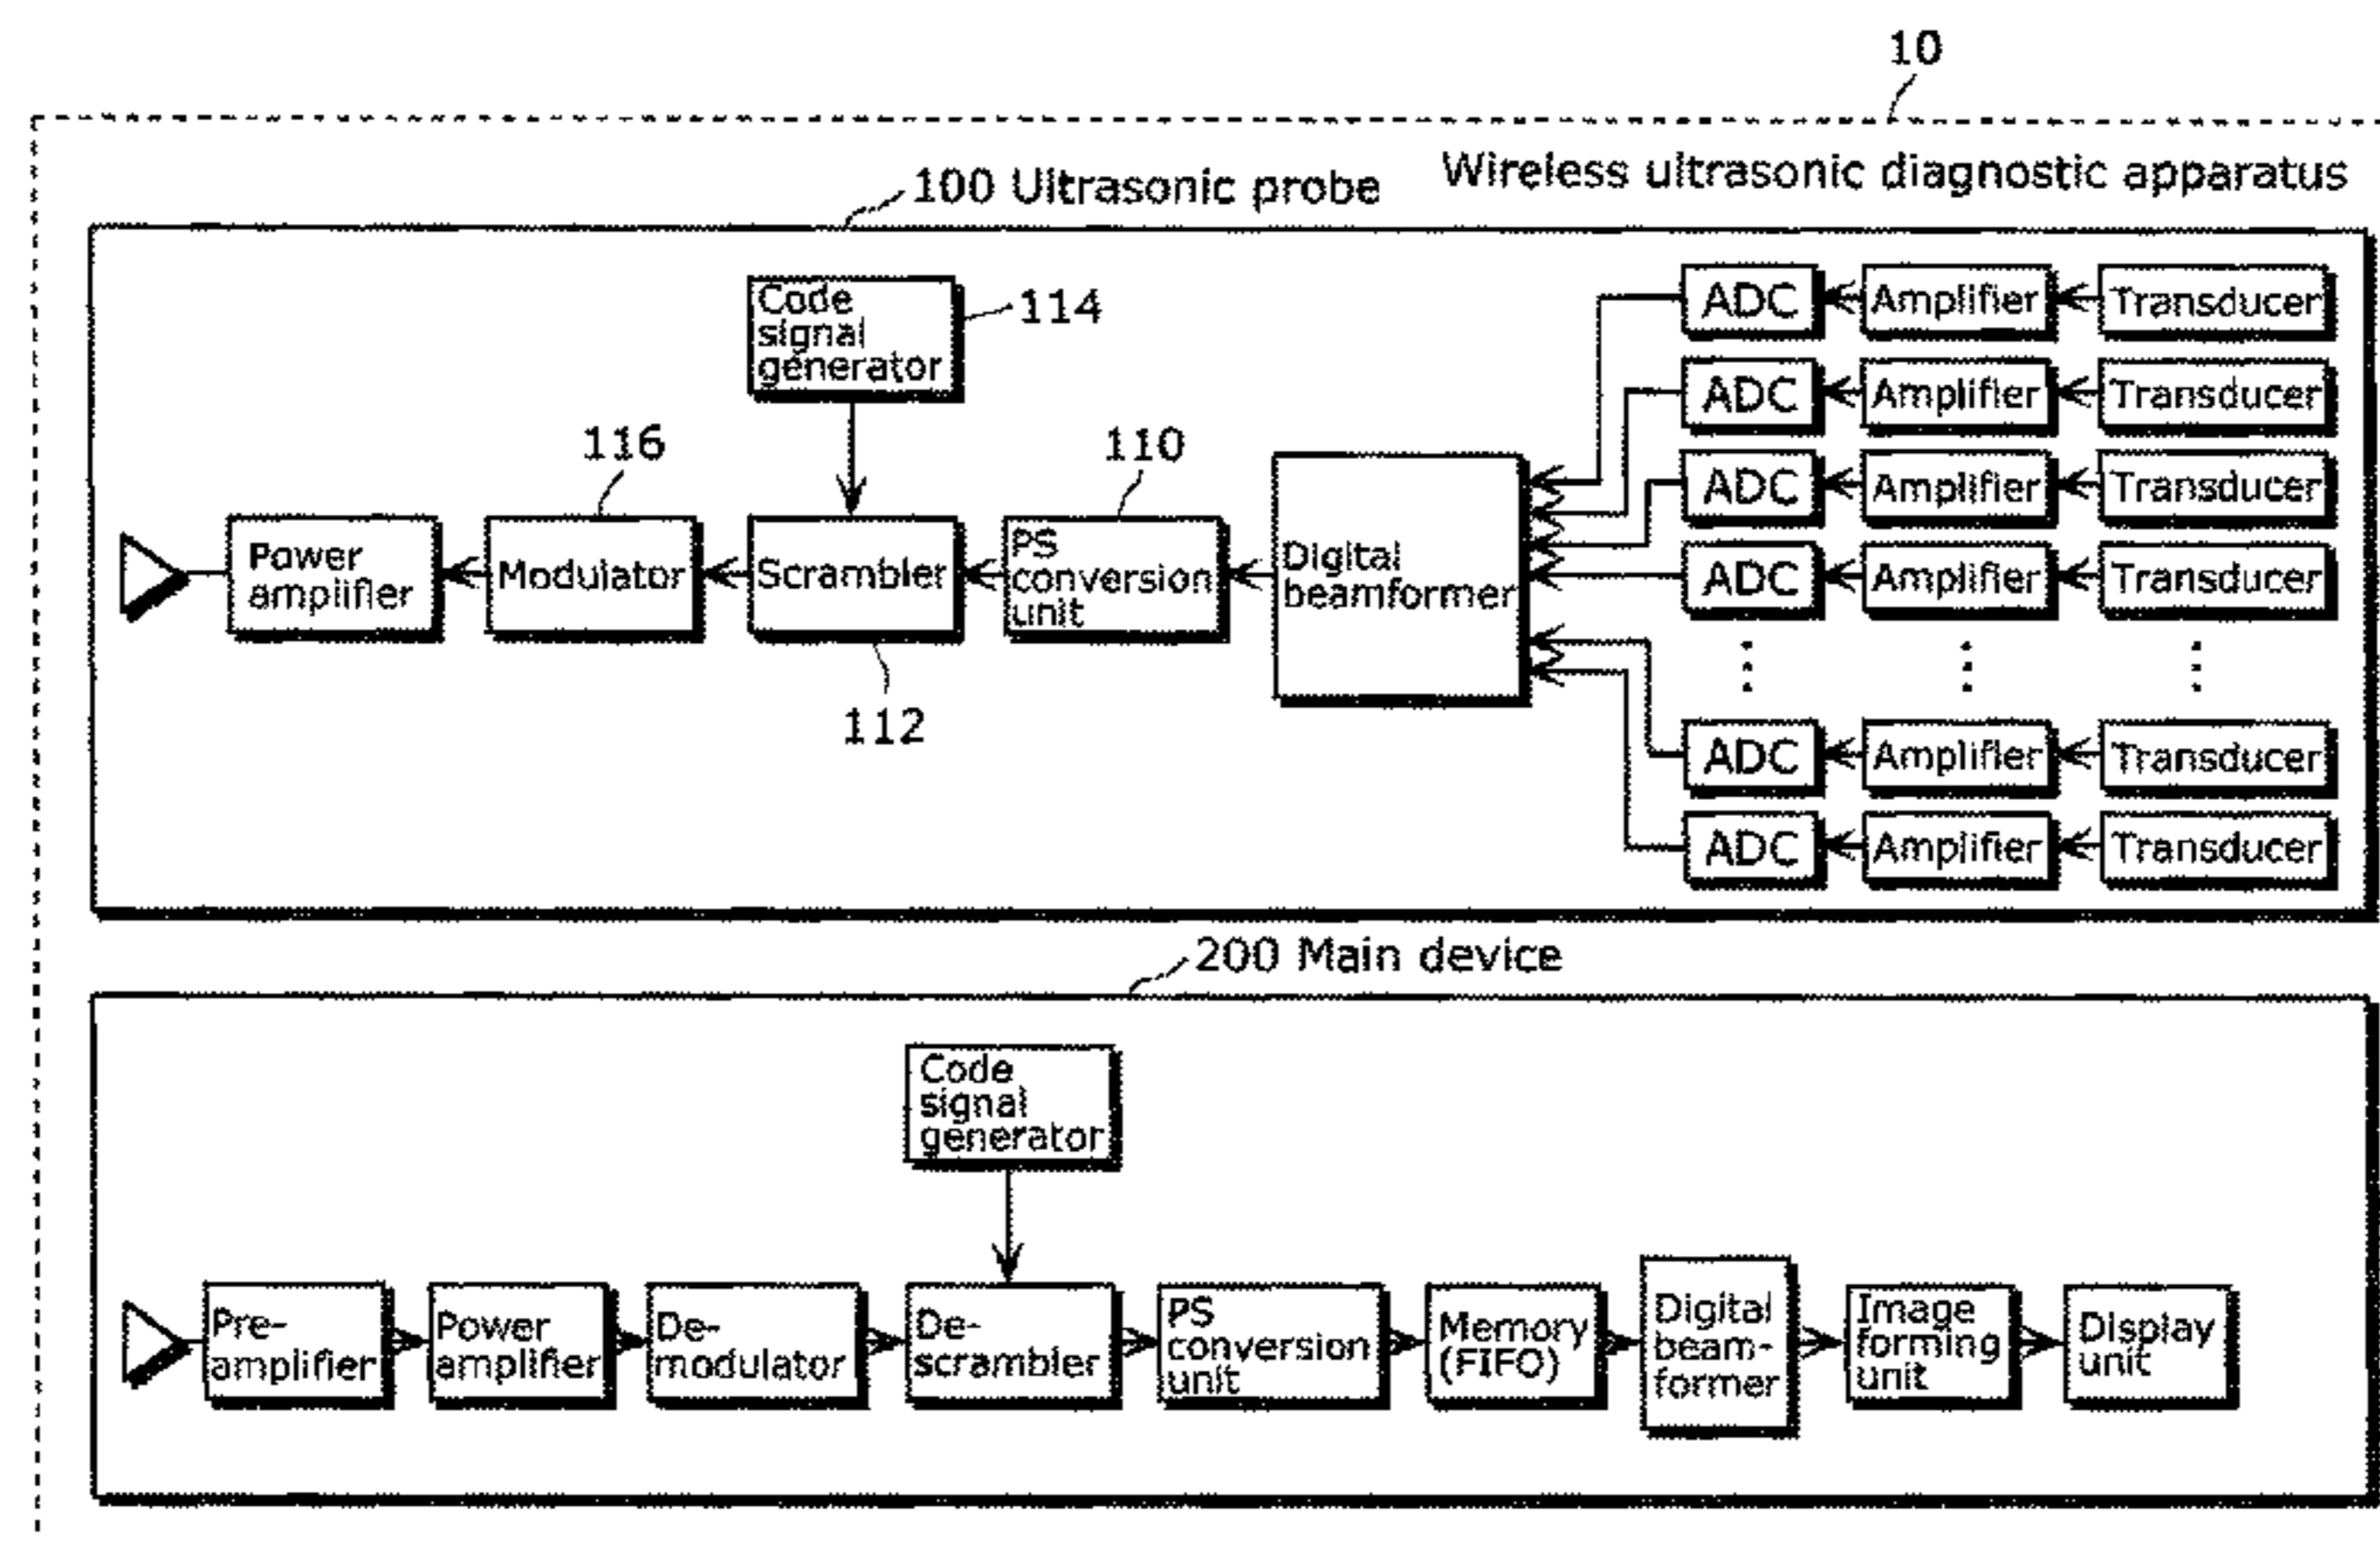 10
Wireless ultrasonic diagnostic apparatus
100 Ultrasonic probe
Code
signal
generator
114
ADC
Amplifier
Transducer
ADC
Amplifier
Transducer
ADC
Amplifier
Transducer
ADC
Amplifier
Transducer
ADC
Amplifier
Transducer
ADC
Amplifier
Transducer
116
110
Power
amplifier
Modulator
Scrambler
PS
conversion
unit
Digital
beamformer
112
200 Main device
Code
signal
generator
Pre-
amplifier
Power
amplifier
De-
modulator
De-
scrambler
PS
conversion
unit
Memory
(FIFO)
Digital
beam-
former
Image
forming
unit
Display
unit